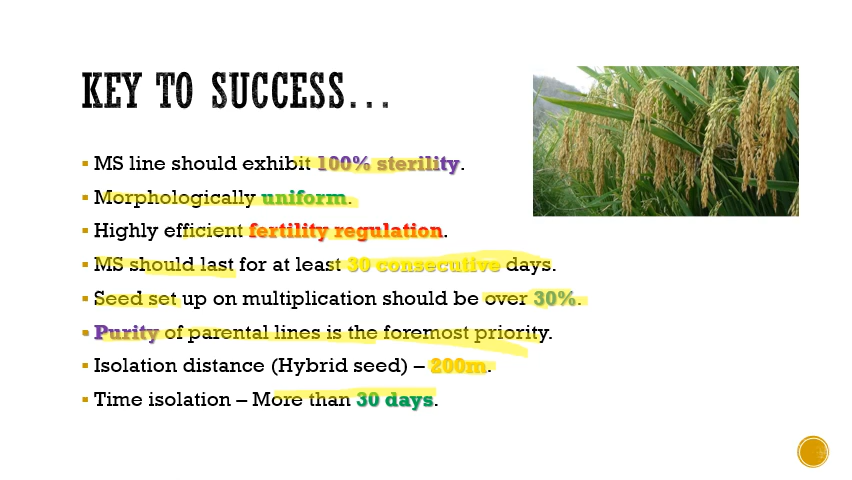 KEY TO SUCCESS...
MS line should exhibit 100% sterility.
Morphologically uniform.
Highly efficient fertility regulation.
MS should last for at least 30 consecutive days.
Seed set up on multiplication should be over 30%.
Purity of parental lines is the foremost priority.
Isolation distance (Hybrid seed) – 200m.
Time isolation – More than 30 days.